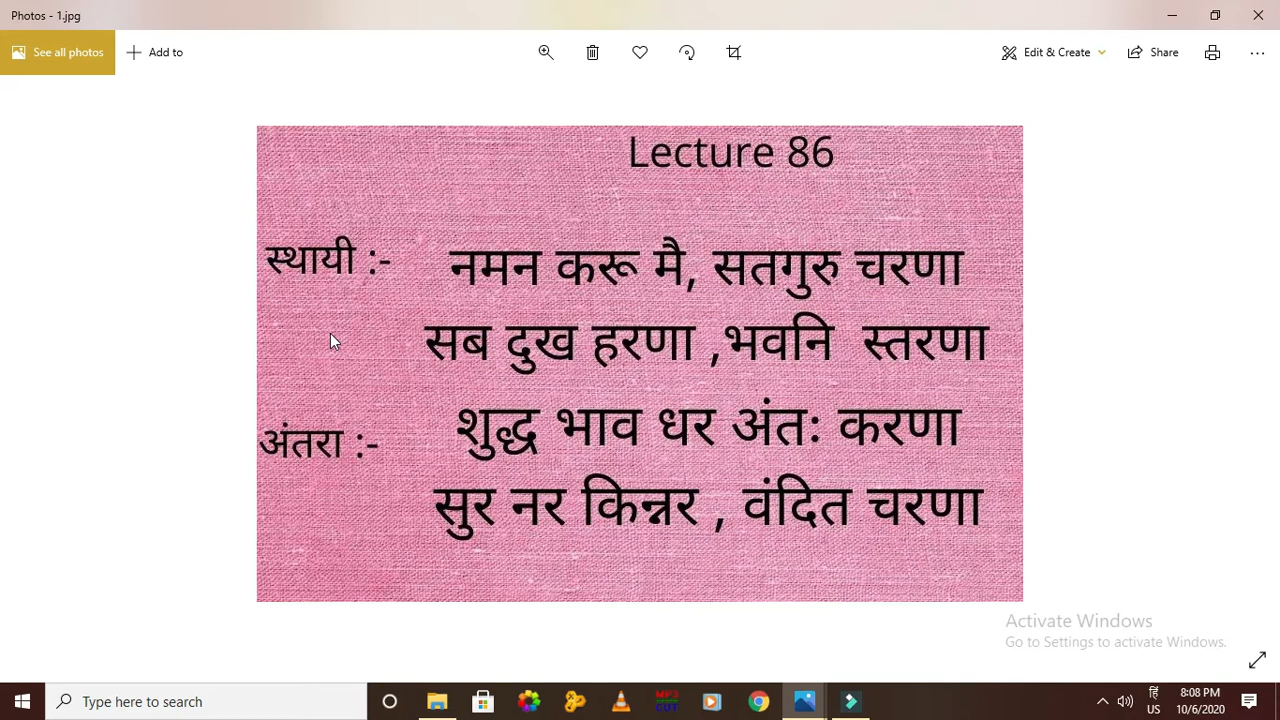 Photos - 1.jpg
See all photos
Add to
Edit & Create
Share
Lecture 86
स्थायी :- नमन करू मै, सतगुरु चरणा
सब दुख हरणा ,भवनि स्तरणा
अंतरा :- शुद्ध भाव धर अंतः करणा
सुर नर किन्नर , वंदित चरणा
Activate Windows
Go to Settings to activate Windows.
Type here to search
MP3
CUT
हिं
US
8:08 PM
10/6/2020